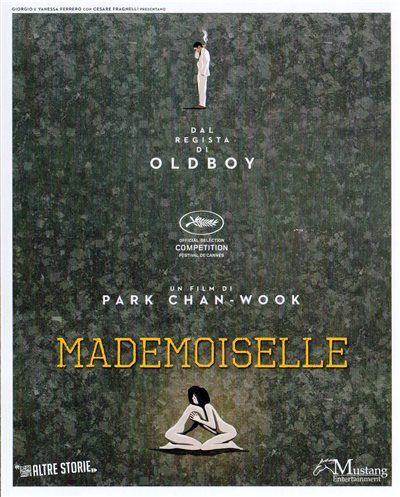 GIORGIO E VANESSA FERRERO CON CESARE FRAGNELLI PRESENTANO
DAL
REGISTA
DI
OLDBOY
OFFICIAL SELECTION
COMPETITION
FESTIVAL DE CANNES
UN FILM DI
PARK CHAN-WOOK
MADEMOISELLE
ALTRE STORIE
Mustang
Entertainment